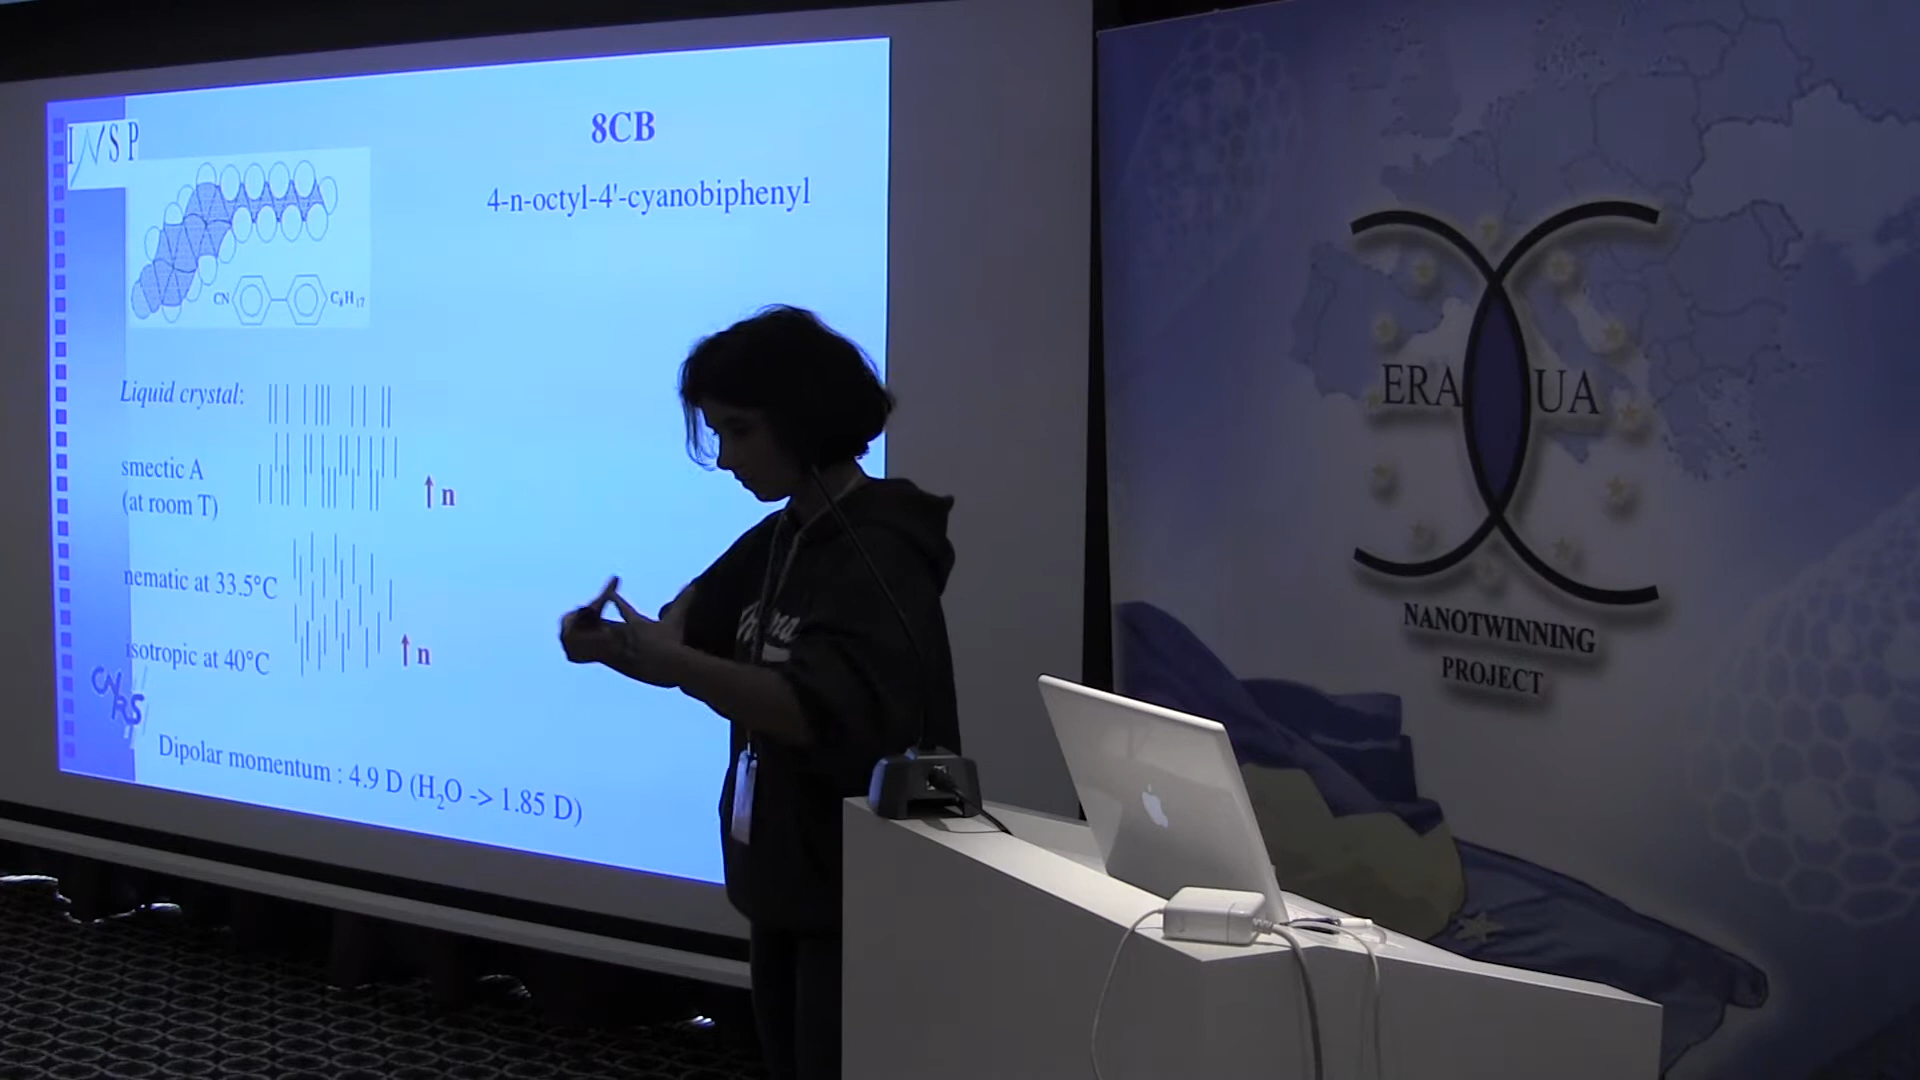 INSP
8CB
4-n-octyl-4'-cyanobiphenyl
CN C₈H₁₇
Liquid crystal:
smectic A
(at room T)
n
nematic at 33.5°C
isotropic at 40°C
n
CNRS
Dipolar momentum : 4.9 D (H₂O -> 1.85 D)
ERA UA
NANOTWINNING
PROJECT